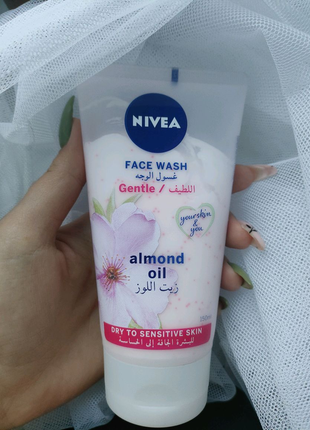 NIVEA
FACE WASH
غسول الوجه
Gentle / اللطيف
your skin
& you
almond
oil
زيت اللوز
DRY TO SENSITIVE SKIN
للبشرة الجافة إلى الحساسة